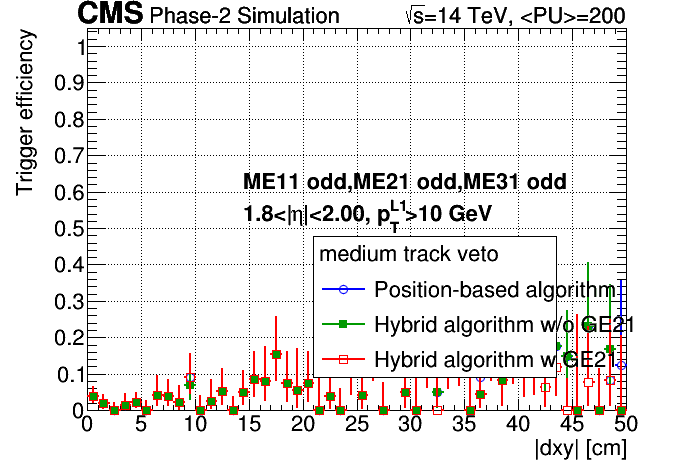 CMS Phase-2 Simulation √s=14 TeV, <PU>=200
Trigger efficiency
1
0.9
0.8
0.7
0.6
0.5
0.4
0.3
0.2
0.1
0
ME11 odd,ME21 odd,ME31 odd
1.8<|η|<2.00, p_T^L1>10 GeV
medium track veto
Position-based algorithm
Hybrid algorithm w/o GE21
Hybrid algorithm w GE21
0 5 10 15 20 25 30 35 40 45 50
|dxy| [cm]